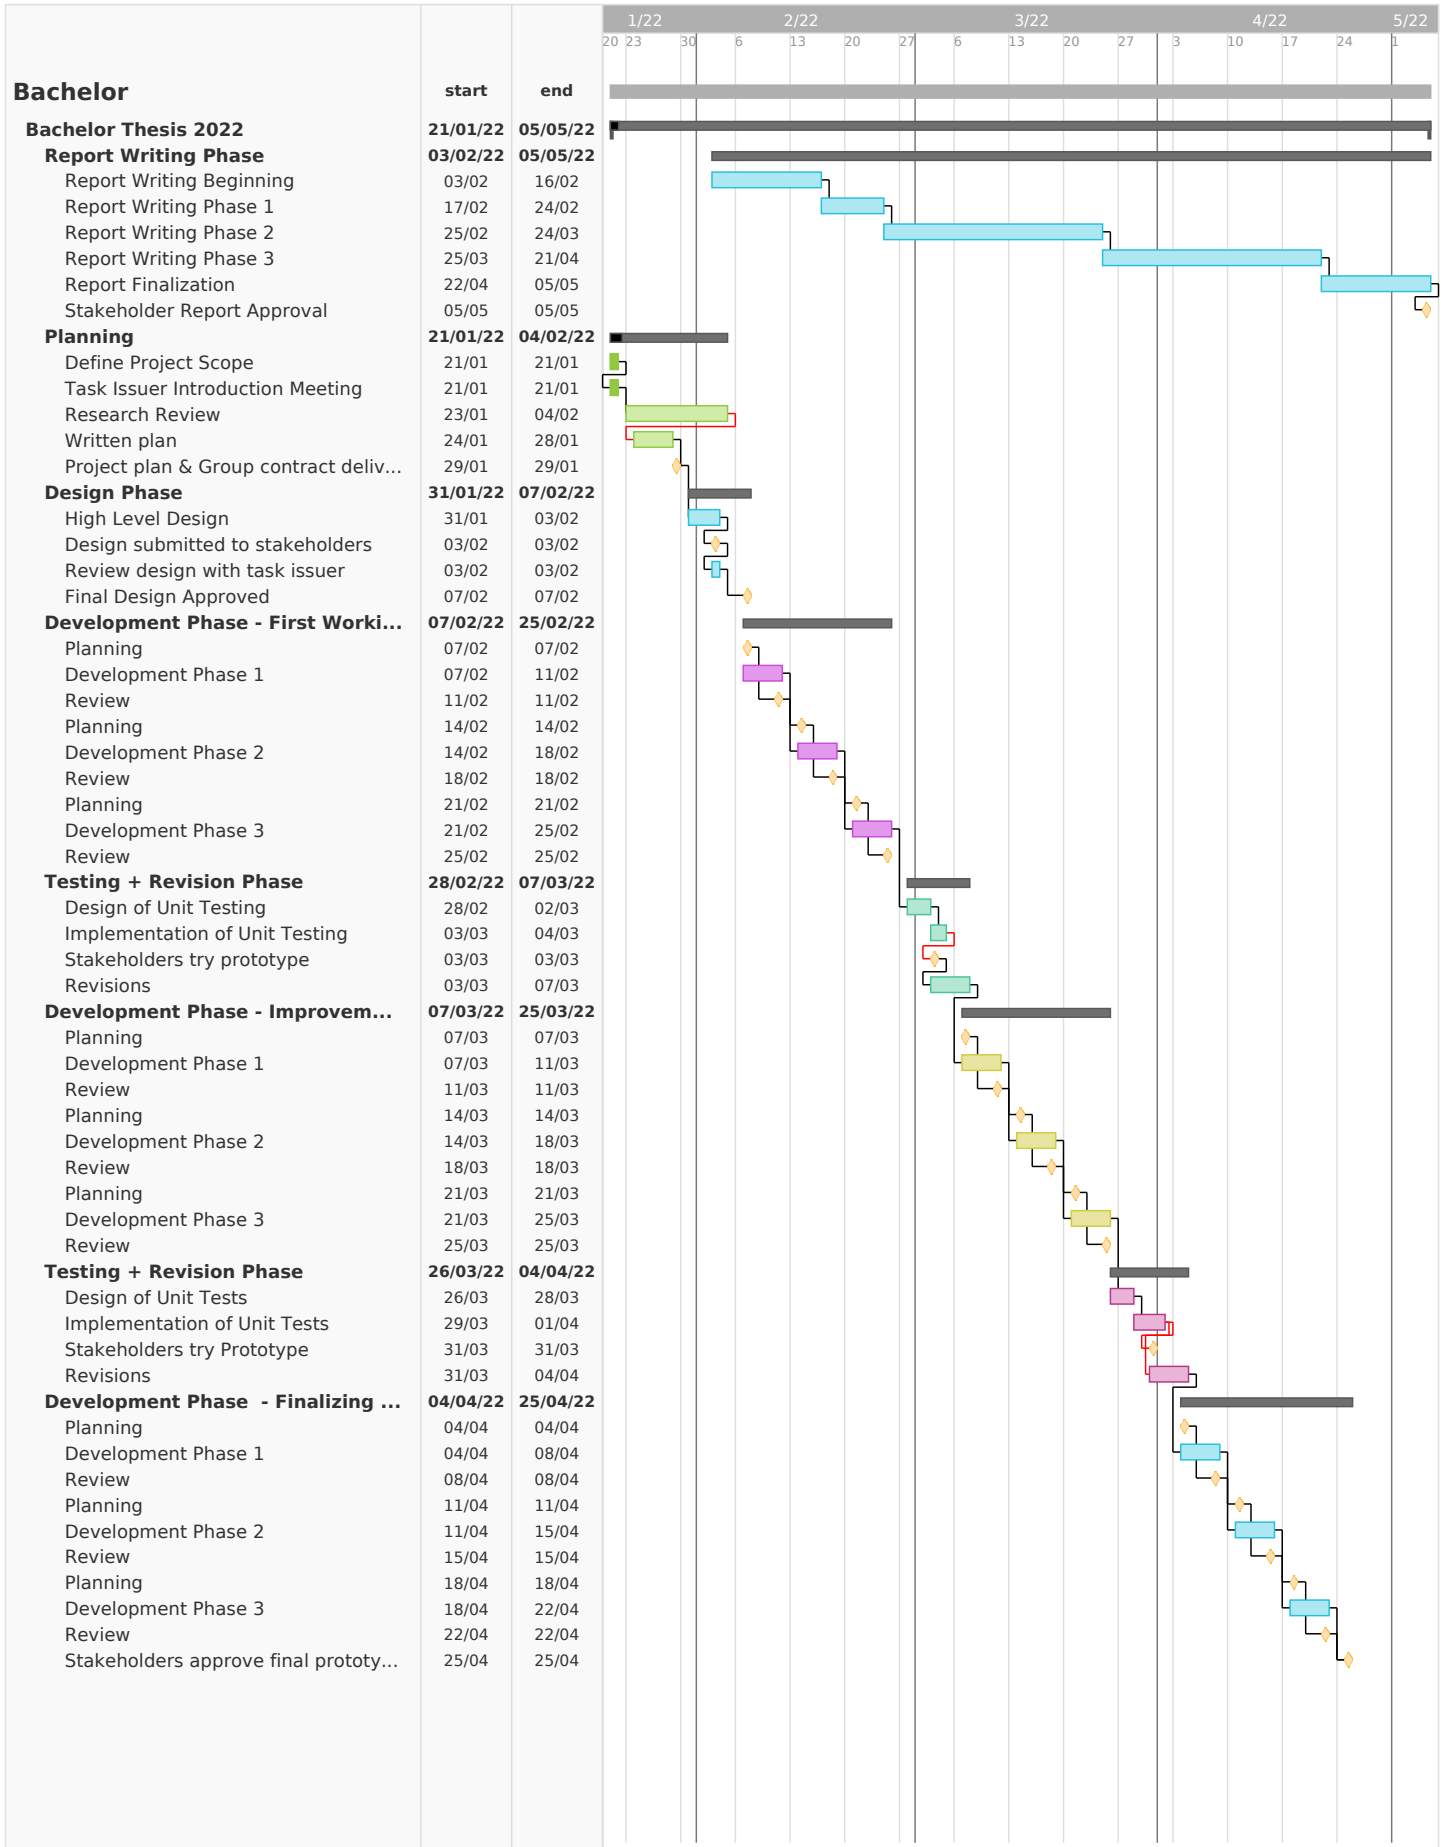 1/22 2/22 3/22 4/22 5/22
20 23 30 6 13 20 27 6 13 20 27 3 10 17 24 1
Bachelor start end
Bachelor Thesis 2022 21/01/22 05/05/22
Report Writing Phase 03/02/22 05/05/22
Report Writing Beginning 03/02 16/02
Report Writing Phase 1 17/02 24/02
Report Writing Phase 2 25/02 24/03
Report Writing Phase 3 25/03 21/04
Report Finalization 22/04 05/05
Stakeholder Report Approval 05/05 05/05
Planning 21/01/22 04/02/22
Define Project Scope 21/01 21/01
Task Issuer Introduction Meeting 21/01 21/01
Research Review 23/01 04/02
Written plan 24/01 28/01
Project plan & Group contract deliv... 29/01 29/01
Design Phase 31/01/22 07/02/22
High Level Design 31/01 03/02
Design submitted to stakeholders 03/02 03/02
Review design with task issuer 03/02 03/02
Final Design Approved 07/02 07/02
Development Phase - First Worki... 07/02/22 25/02/22
Planning 07/02 07/02
Development Phase 1 07/02 11/02
Review 11/02 11/02
Planning 14/02 14/02
Development Phase 2 14/02 18/02
Review 18/02 18/02
Planning 21/02 21/02
Development Phase 3 21/02 25/02
Review 25/02 25/02
Testing + Revision Phase 28/02/22 07/03/22
Design of Unit Testing 28/02 02/03
Implementation of Unit Testing 03/03 04/03
Stakeholders try prototype 03/03 03/03
Revisions 03/03 07/03
Development Phase - Improvem... 07/03/22 25/03/22
Planning 07/03 07/03
Development Phase 1 07/03 11/03
Review 11/03 11/03
Planning 14/03 14/03
Development Phase 2 14/03 18/03
Review 18/03 18/03
Planning 21/03 21/03
Development Phase 3 21/03 25/03
Review 25/03 25/03
Testing + Revision Phase 26/03/22 04/04/22
Design of Unit Tests 26/03 28/03
Implementation of Unit Tests 29/03 01/04
Stakeholders try Prototype 31/03 31/03
Revisions 31/03 04/04
Development Phase  - Finalizing ... 04/04/22 25/04/22
Planning 04/04 04/04
Development Phase 1 04/04 08/04
Review 08/04 08/04
Planning 11/04 11/04
Development Phase 2 11/04 15/04
Review 15/04 15/04
Planning 18/04 18/04
Development Phase 3 18/04 22/04
Review 22/04 22/04
Stakeholders approve final prototy... 25/04 25/04